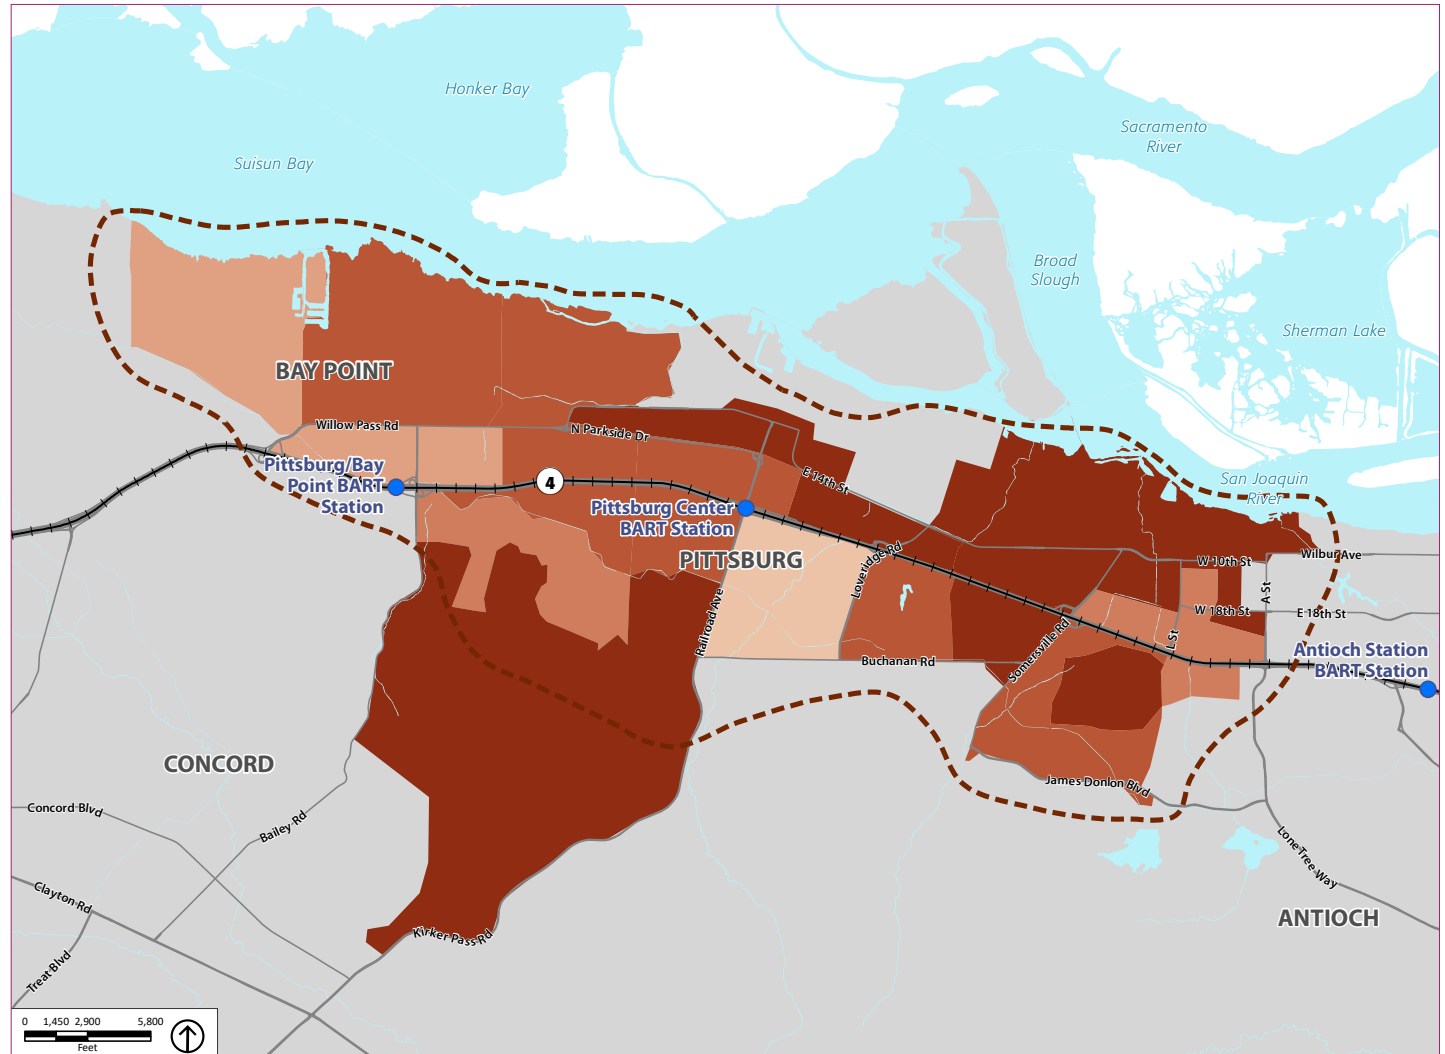 Honker Bay
Suisun Bay
Sacramento
River
Broad
Slough
Sherman Lake
BAY POINT
Willow Pass Rd
N Parkside Dr
Pittsburg/Bay
Point BART
Station
4
E 14th St
San Joaquin
River
Pittsburg Center
BART Station
PITTSBURG
Loveridge Rd
Wilbur Ave
W 10th St
A St
W 18th St
E 18th St
Railroad Ave
L St
Somersville Rd
Buchanan Rd
Antioch Station
BART Station
CONCORD
James Donlon Blvd
Concord Blvd
Bailey Rd
Lone Tree Way
Clayton Rd
ANTIOCH
Kirker Pass Rd
Treat Blvd
0 1,450 2,900 5,800
Feet